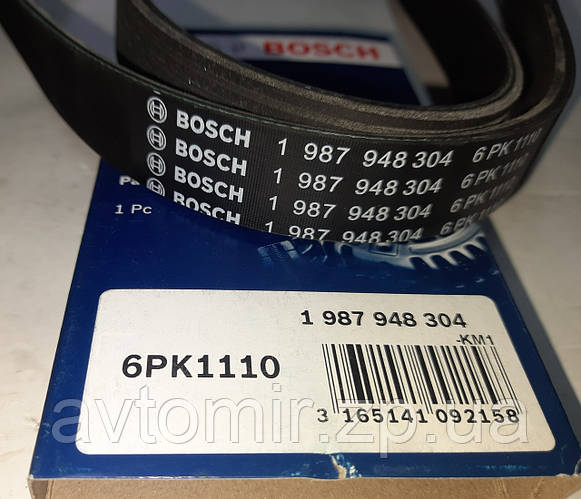 BOSCH
BOSCH 1 987 948 304 6PK1110
BOSCH 1 987 948 304 6PK1110
BOSCH 1 987 948 304 6PK1110
BOSCH 1 987 948 304 6PK1110
1 Pc
1 987 948 304
-KM1
6PK1110
3 165141 092158
avtomir.zp.ua